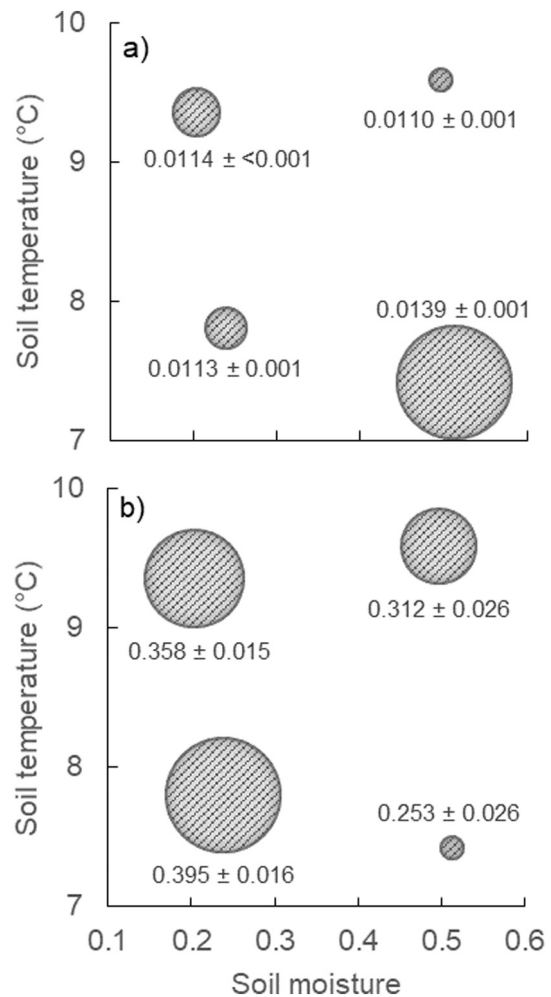 10
a)
0.0110 ± 0.001
9
0.0114 ± <0.001
Soil temperature (°C)
8
0.0139 ± 0.001
0.0113 ± 0.001
7
10
b)
9
0.312 ± 0.026
0.358 ± 0.015
Soil temperature (°C)
8
0.253 ± 0.026
0.395 ± 0.016
7
0.1 0.2 0.3 0.4 0.5 0.6
Soil moisture